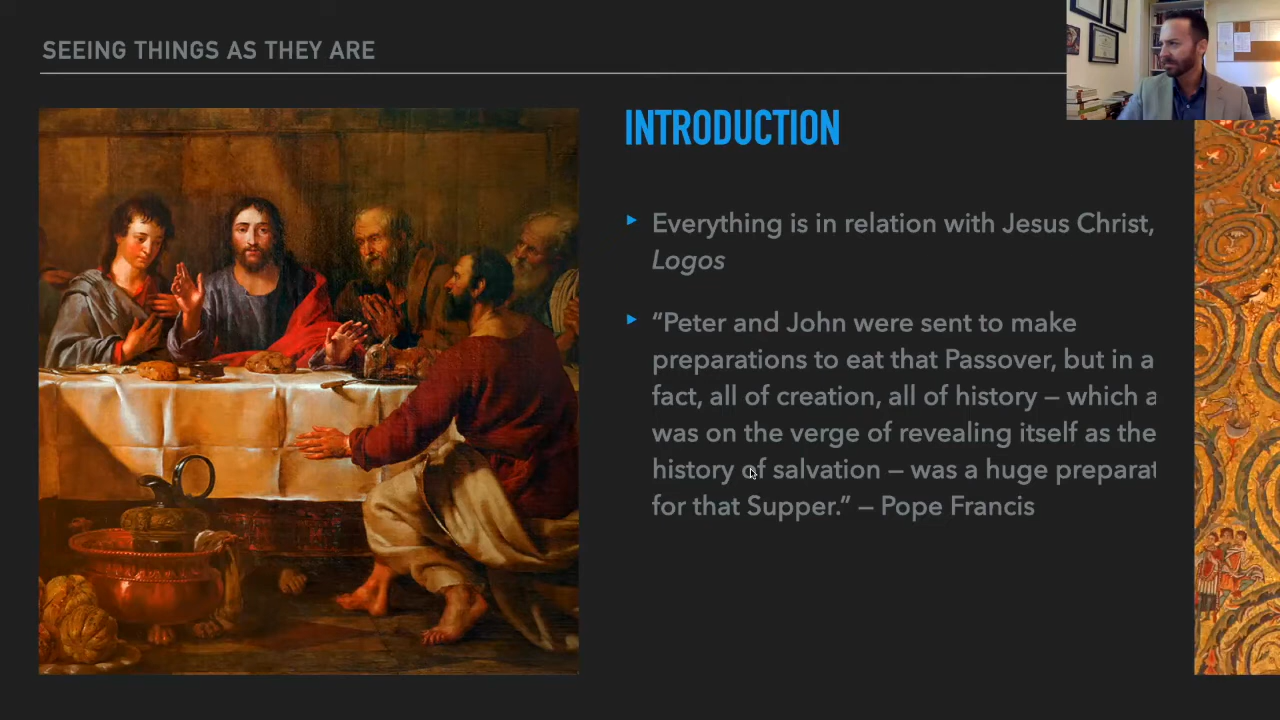 SEEING THINGS AS THEY ARE
INTRODUCTION
Everything is in relation with Jesus Christ,
Logos
“Peter and John were sent to make
preparations to eat that Passover, but in a
fact, all of creation, all of history – which a
was on the verge of revealing itself as the
history of salvation – was a huge preparat
for that Supper.” – Pope Francis